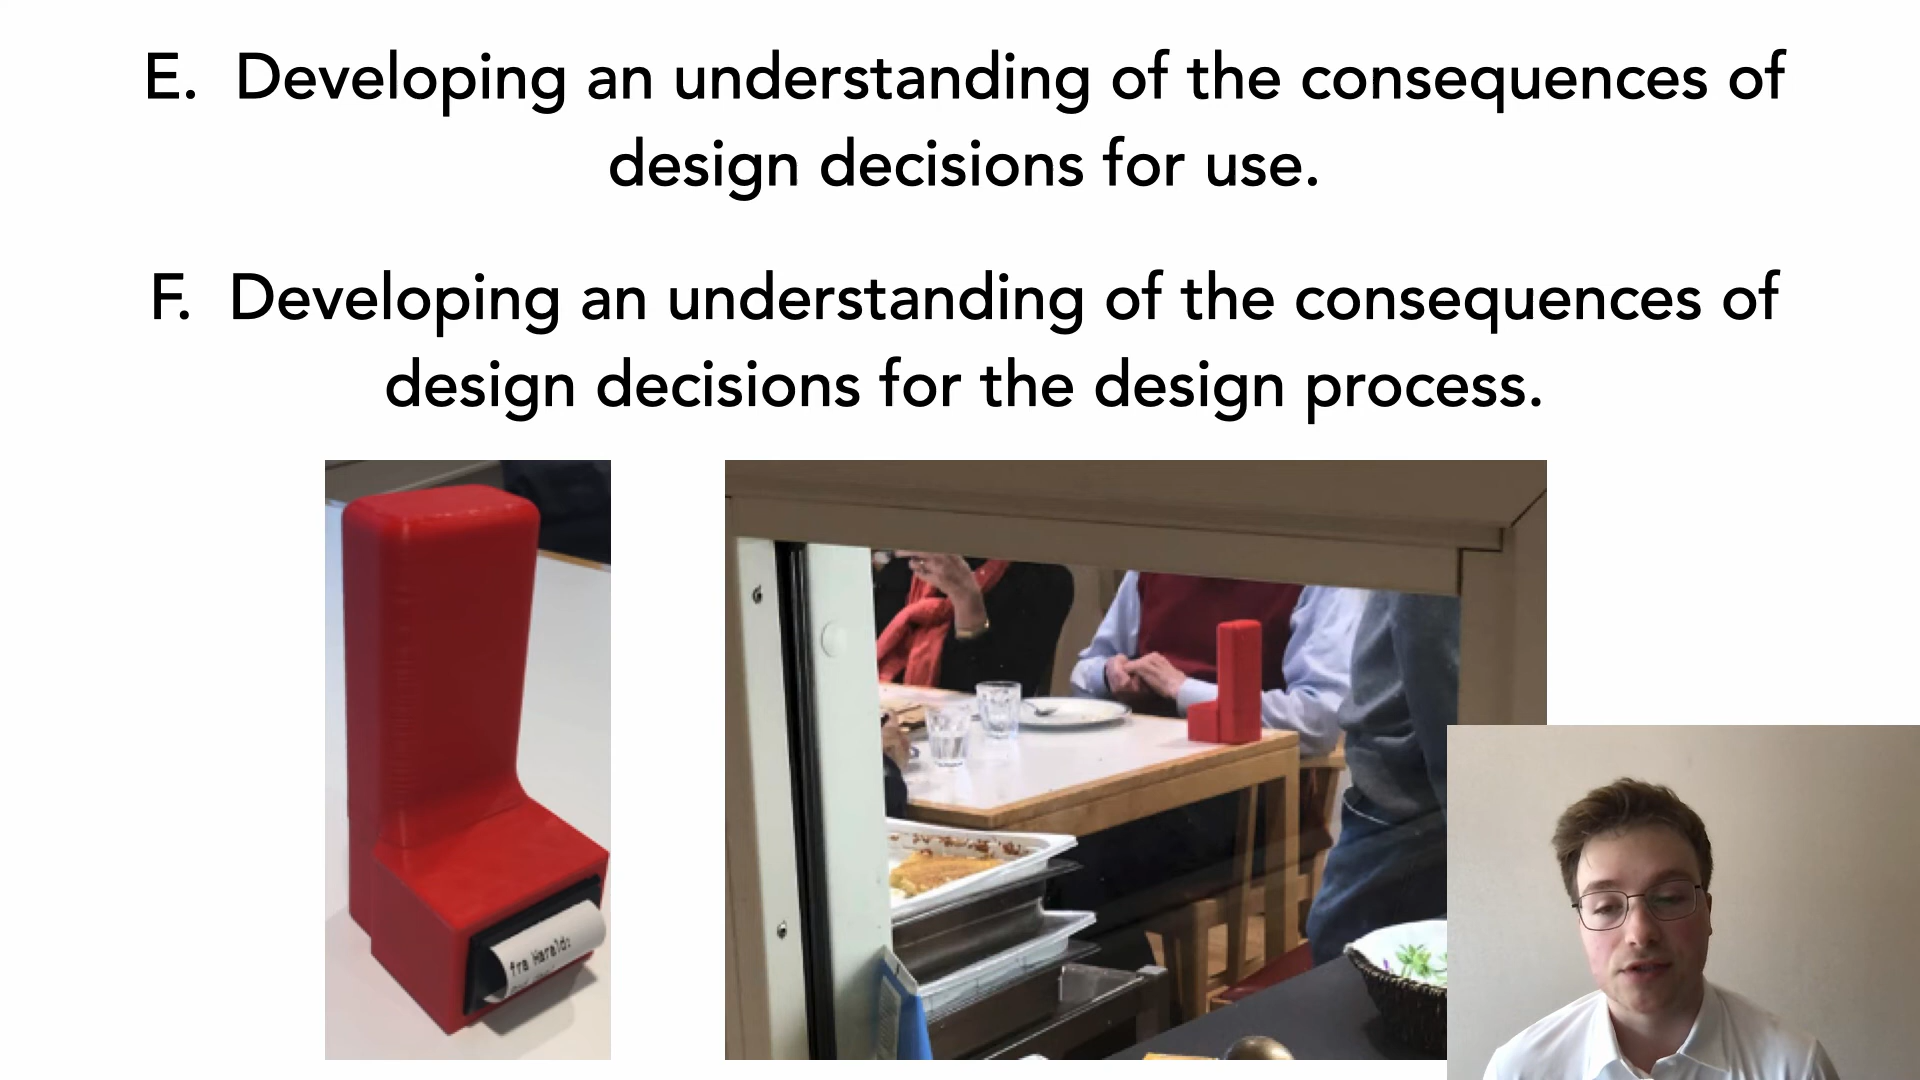 E. Developing an understanding of the consequences of
design decisions for use.
F. Developing an understanding of the consequences of
design decisions for the design process.
fra Harald: